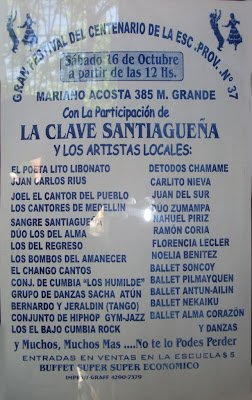 GRAN FESTIVAL DEL CENTENARIO DE LA ESC. PROV. N° 37
Sábado 16 de Octubre
a partir de las 12 Hs.
MARIANO ACOSTA 385 M. GRANDE
Con La Participación de
LA CLAVE SANTIAGUEÑA
Y LOS ARTISTAS LOCALES:
EL POETA LITO LIBONATO
JUAN CARLOS RIUS
JOEL EL CANTOR DEL PUEBLO
LOS CANTORES DE MEDELLIN
SANGRE SANTIAGUEÑA
DÚO LOS DEL ALMA
LOS DEL REGRESO
LOS BOMBOS DEL AMANECER
EL CHANGO CANTOS
CONJ. DE CUMBIA "LOS HUMILDE"
GRUPO DE DANZAS SACHA ATÚN
BERNARDO Y JERALDIN (TANGO)
CONJUNTO DE HIPHOP GYM-JAZZ
LOS EL BAJO CUMBIA ROCK
DETODOS CHAMAME
CARLITO NIEVA
JUAN DEL SUR
DÚO ZUMAMPA
NAHUEL PIRIZ
RAMÓN CORIA
FLORENCIA LECLER
NOELIA BENITEZ
BALLET SONCOY
BALLET PILMAYQUEN
BALLET ANTUN-AILIN
BALLET NEKAIKU
BALLET ALMA CORAZÓN
Y DANZAS
y Muchos, Muchos Mas ....No te lo Podes Perder
ENTRADAS EN VENTAS EN LA ESCUELA $ 5
BUFFET SUPER SUPER ECONOMICO
IMPRE-GRAFF 4290-7379